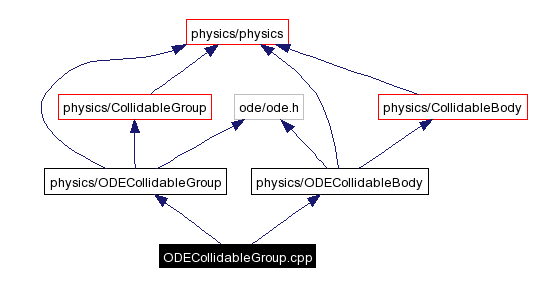 physics/physics
physics/CollidableGroup
ode/ode.h
physics/CollidableBody
physics/ODECollidableGroup
physics/ODECollidableBody
ODECollidableGroup.cpp